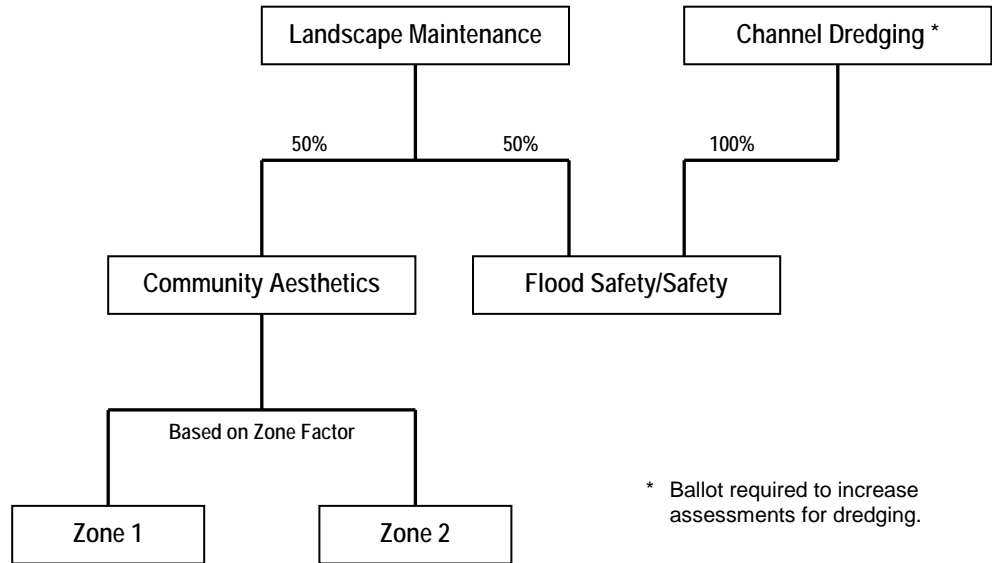 Landscape Maintenance
Channel Dredging *
50%
50%
100%
Community Aesthetics
Flood Safety/Safety
Based on Zone Factor
Zone 1
Zone 2
* Ballot required to increase
assessments for dredging.